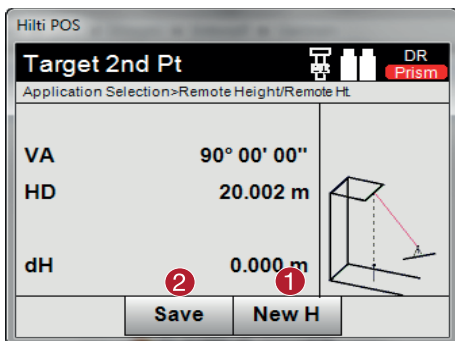 Hilti POS
Target 2nd Pt
DR
Prism
Application Selection>Remote Height/Remote Ht.
VA 90° 00' 00"
HD 20.002 m
dH 0.000 m
2 1
Save New H